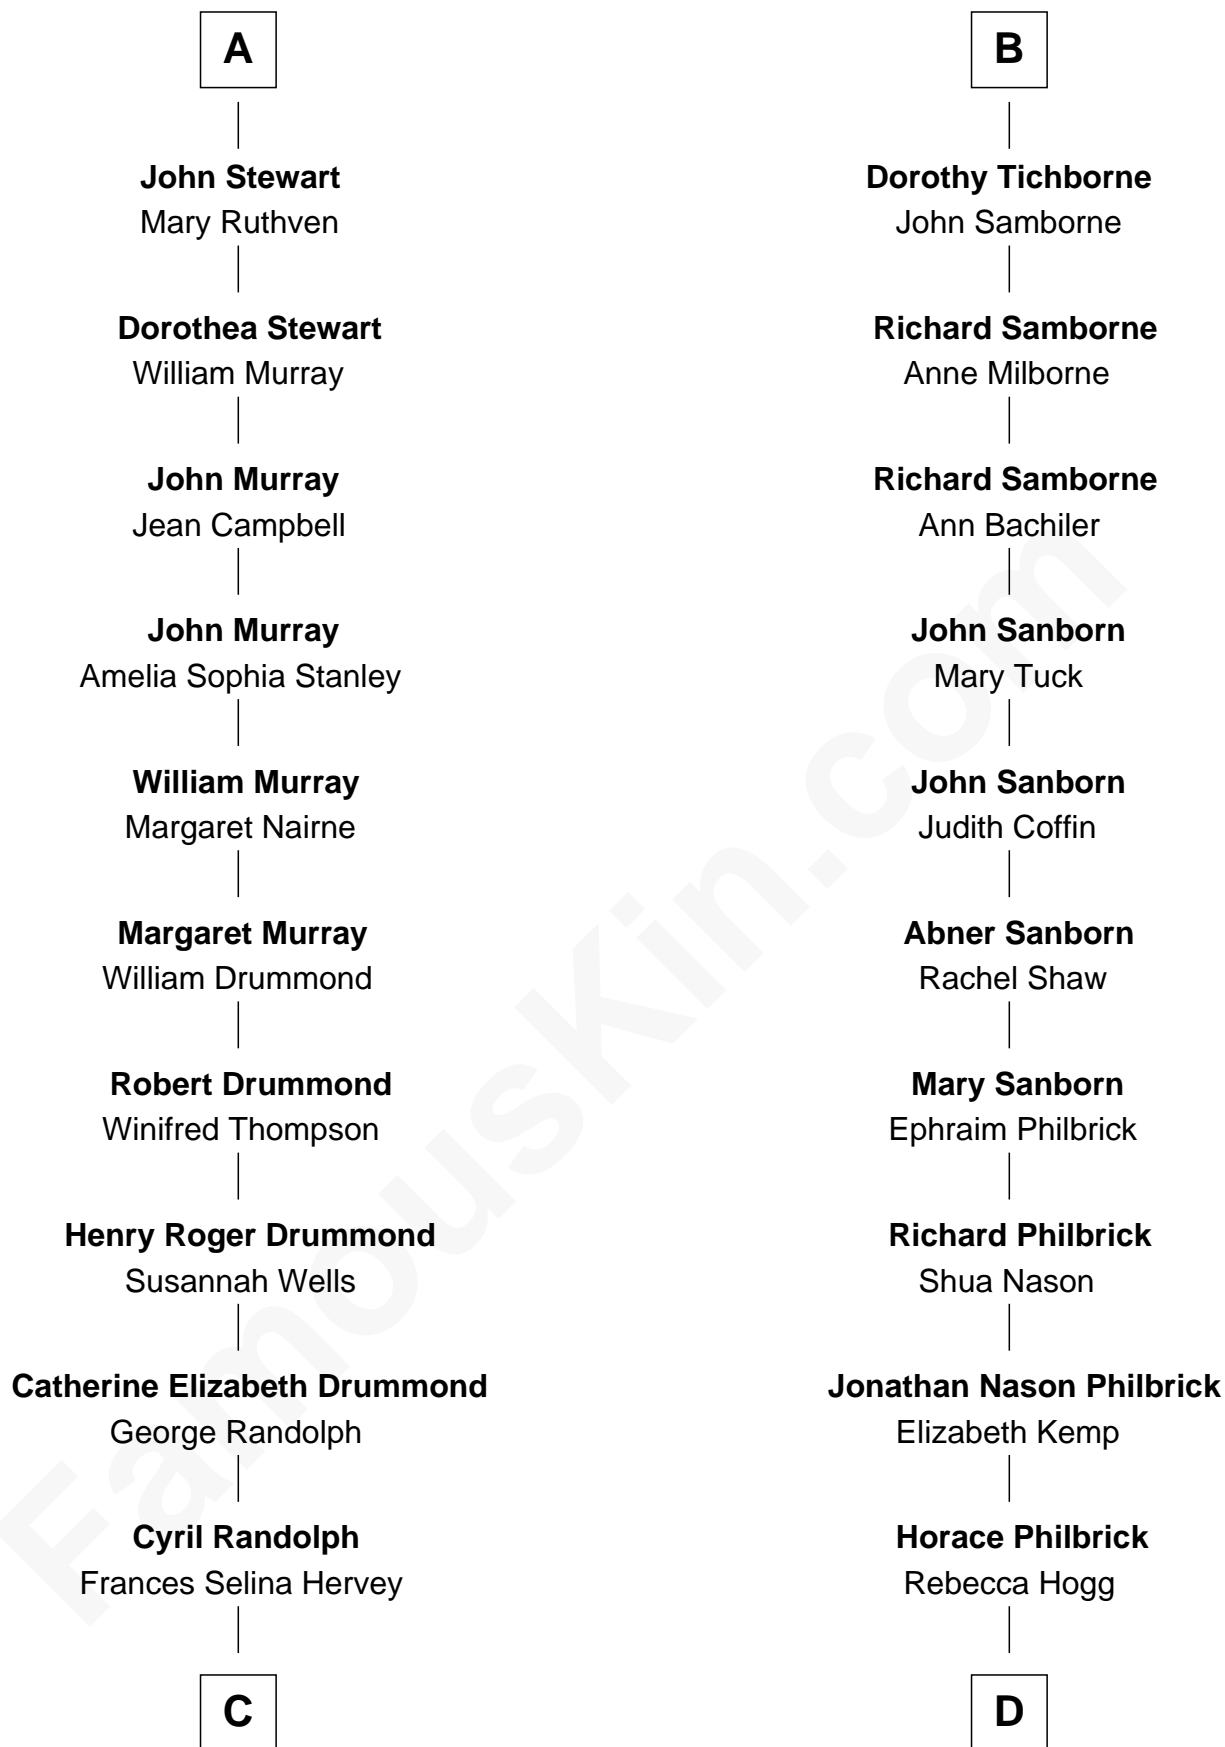 A
John Stewart
Mary Ruthven
Dorothea Stewart
William Murray
John Murray
Jean Campbell
John Murray
Amelia Sophia Stanley
William Murray
Margaret Nairne
Margaret Murray
William Drummond
Robert Drummond
Winifred Thompson
Henry Roger Drummond
Susannah Wells
Catherine Elizabeth Drummond
George Randolph
Cyril Randolph
Frances Selina Hervey
C
B
Dorothy Tichborne
John Samborne
Richard Samborne
Anne Milborne
Richard Samborne
Ann Bachiler
John Sanborn
Mary Tuck
John Sanborn
Judith Coffin
Abner Sanborn
Rachel Shaw
Mary Sanborn
Ephraim Philbrick
Richard Philbrick
Shua Nason
Jonathan Nason Philbrick
Elizabeth Kemp
Horace Philbrick
Rebecca Hogg
D
FamousKin.com